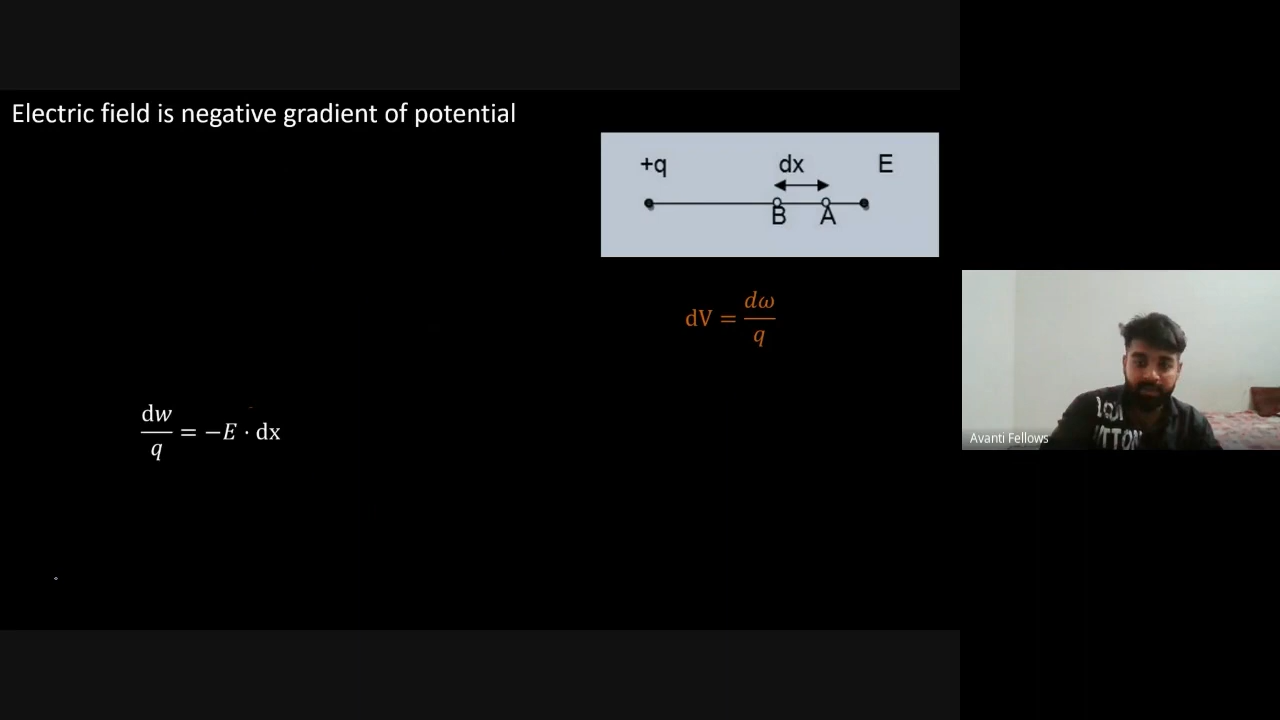 Electric field is negative gradient of potential
+q dx E
B A
dV = dω/q
dw/q = −E · dx
Avanti Fellows